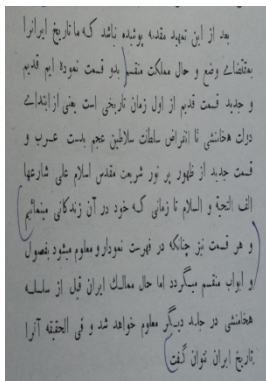 بعد از این تمهید مقدمه پوشیده نماند که ما تاریخ ایرانرا
بمقتضای وضع و حال مملکت منقسم بدو قسمت نموده ایم قدیم
و جدید قسمت قدیم از اول زمان تاریخی است یعنی از ابتدای
دولت هخامنشی تا انقراض سلطنت سلاطین عجم بدست عرب و
قسمت جدید از ظهور پر نور شریعت مقدس اسلام علی شارعها
الف التحیة و السلام تا زمانی که خود در آن زندگانی مینمائیم
و هر قسمت نیز چنانکه در فهرست نمودار و معلوم میشود بفصول
و ابواب منقسم میگردد اما حال ممالک ایران قبل از سلسله
هخامنشی در جلد دیگر معلوم خواهد شد و فی الحقیقه آنرا
تاریخ ایران نتوان گفت